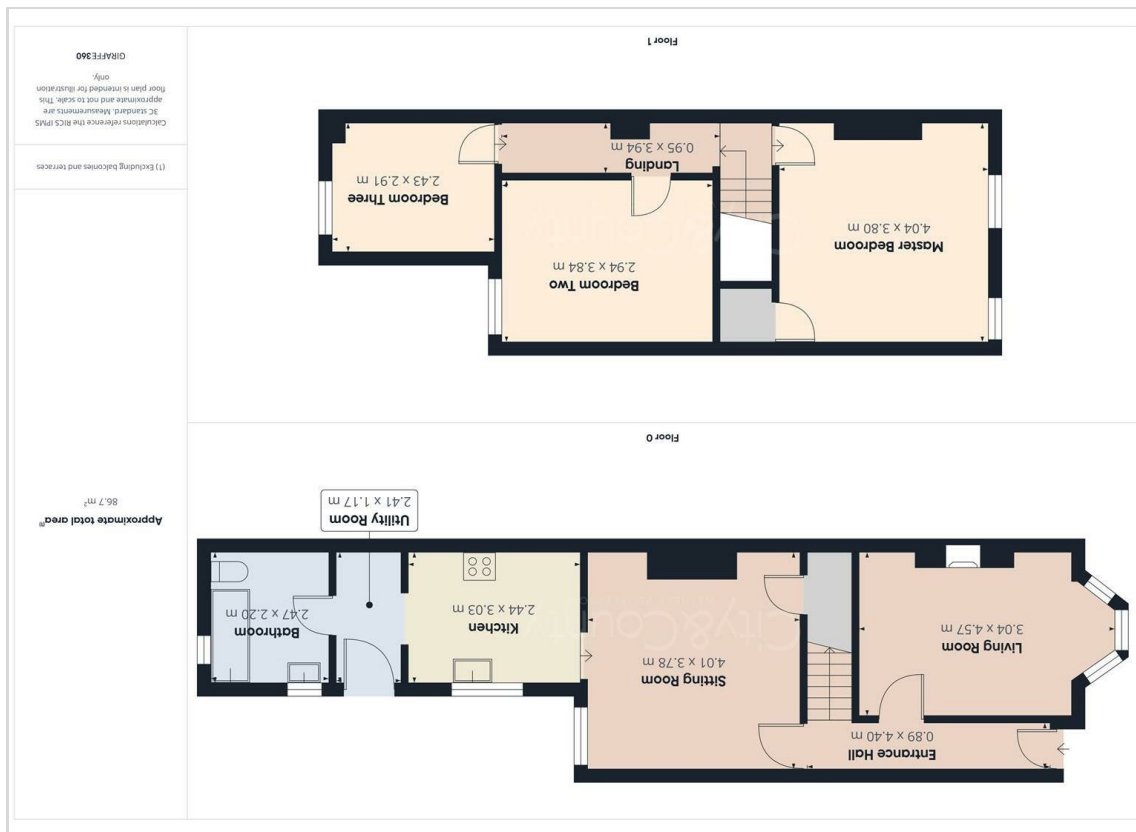 Entrance Hall
0.89 x 4.40 m
Living Room
3.04 x 4.57 m
Sitting Room
4.01 x 3.78 m
Kitchen
2.44 x 3.03 m
Bathroom
2.47 x 2.20 m
City&County
Utility Room
2.41 x 1.17 m
Floor 0
Master Bedroom
4.04 x 3.80 m
Bedroom Two
2.94 x 3.84 m
Bedroom Three
2.43 x 2.91 m
Landing
0.95 x 3.94 m
Floor 1
Approximate total area⁽¹⁾
86.7 m²
(1) Excluding balconies and terraces
Calculations reference the RICS IPMS
3C standard. Measurements are
approximate and not to scale. This
floor plan is intended for illustration
only.
GIRAFFE360